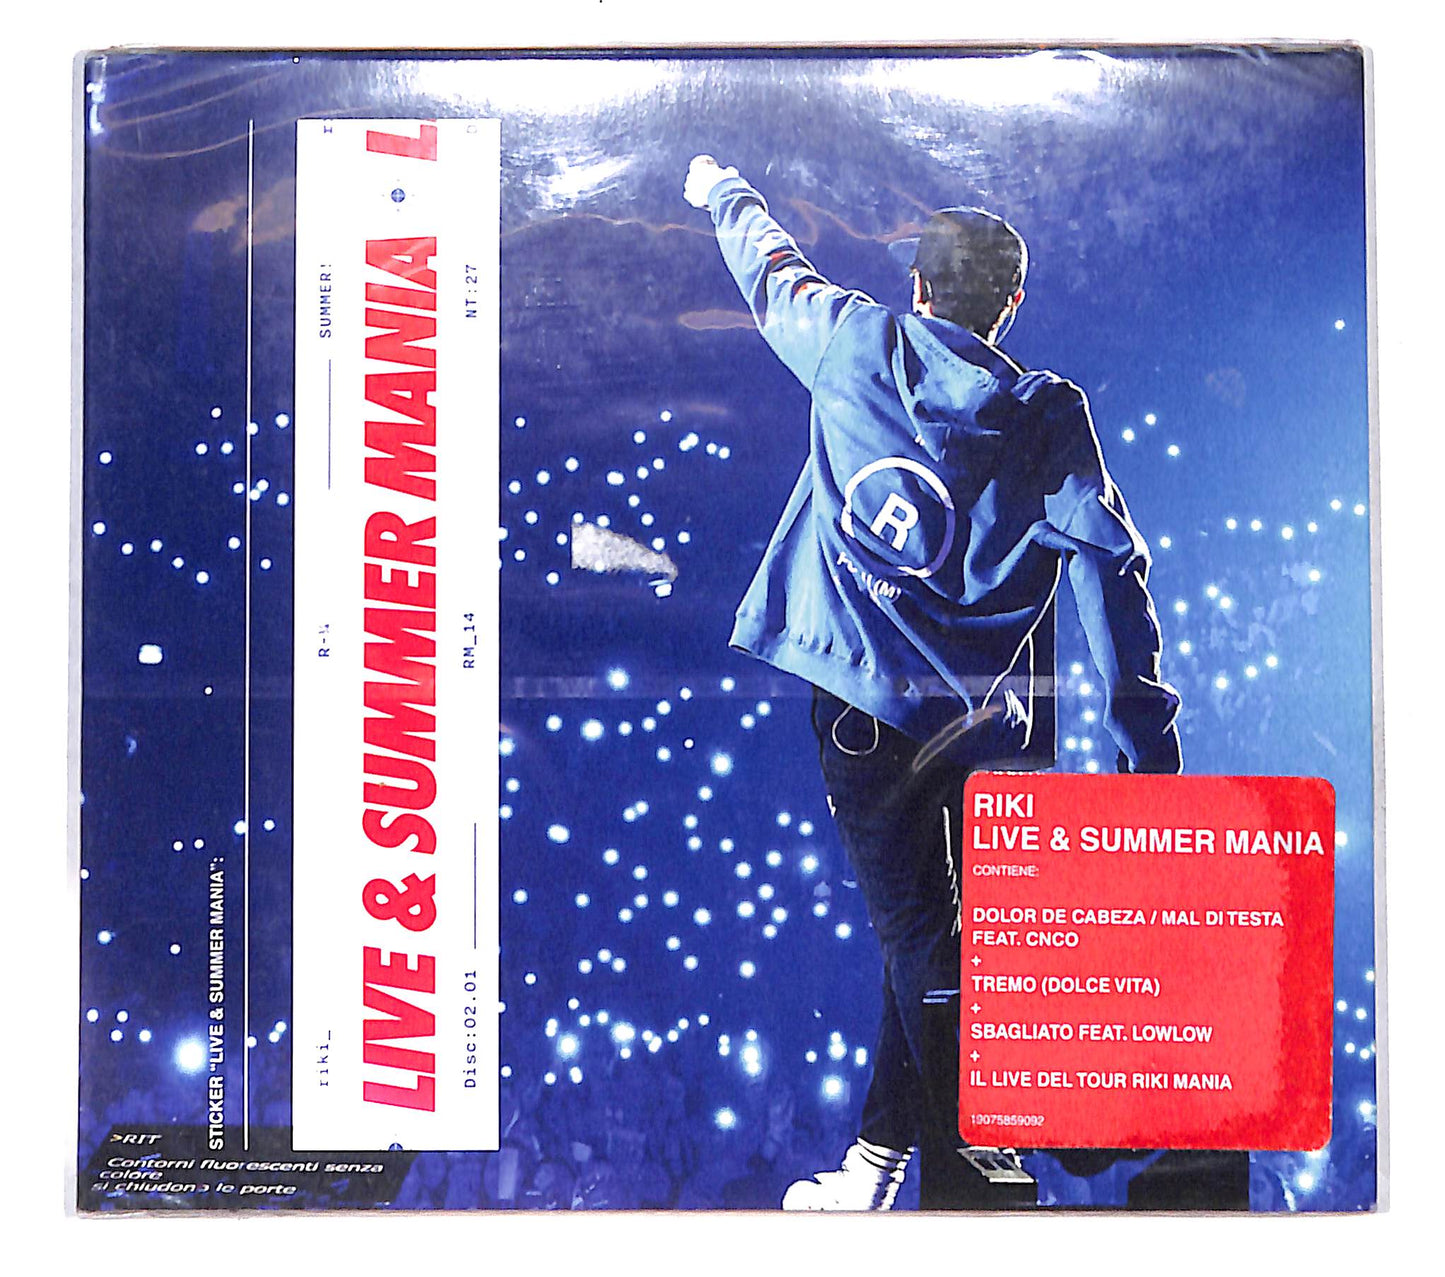 STICKER "LIVE & SUMMER MANIA":
riki_ R-¼ SUMMER!
LIVE & SUMMER MANIA L
Disc:02.01 RM_14 NT:27
R
RIKI
LIVE & SUMMER MANIA
CONTIENE:
DOLOR DE CABEZA / MAL DI TESTA
FEAT. CNCO
+
TREMO (DOLCE VITA)
+
SBAGLIATO FEAT. LOWLOW
+
IL LIVE DEL TOUR RIKI MANIA
19075859092
>RIT
Contorni fluorescenti senza
colore
si chiudono le porte